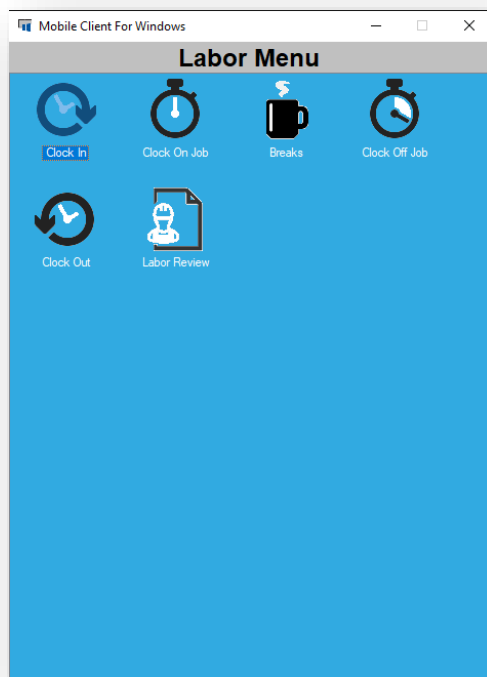 Mobile Client For Windows
Labor Menu
Clock In
Clock On Job
Breaks
Clock Off Job
Clock Out
Labor Review